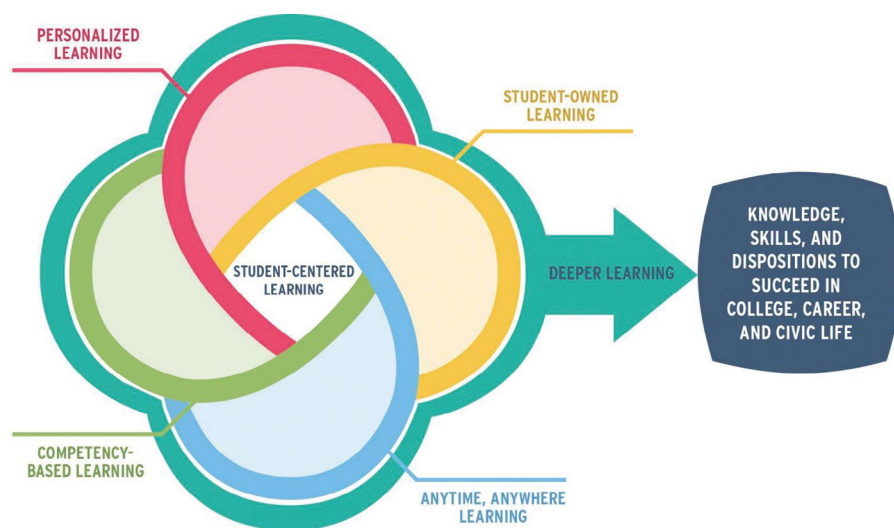 PERSONALIZED
LEARNING
STUDENT-OWNED
LEARNING
STUDENT-CENTERED
LEARNING
DEEPER LEARNING
KNOWLEDGE,
SKILLS, AND
DISPOSITIONS TO
SUCCEED IN
COLLEGE, CAREER,
AND CIVIC LIFE
COMPETENCY-
BASED LEARNING
ANYTIME, ANYWHERE
LEARNING